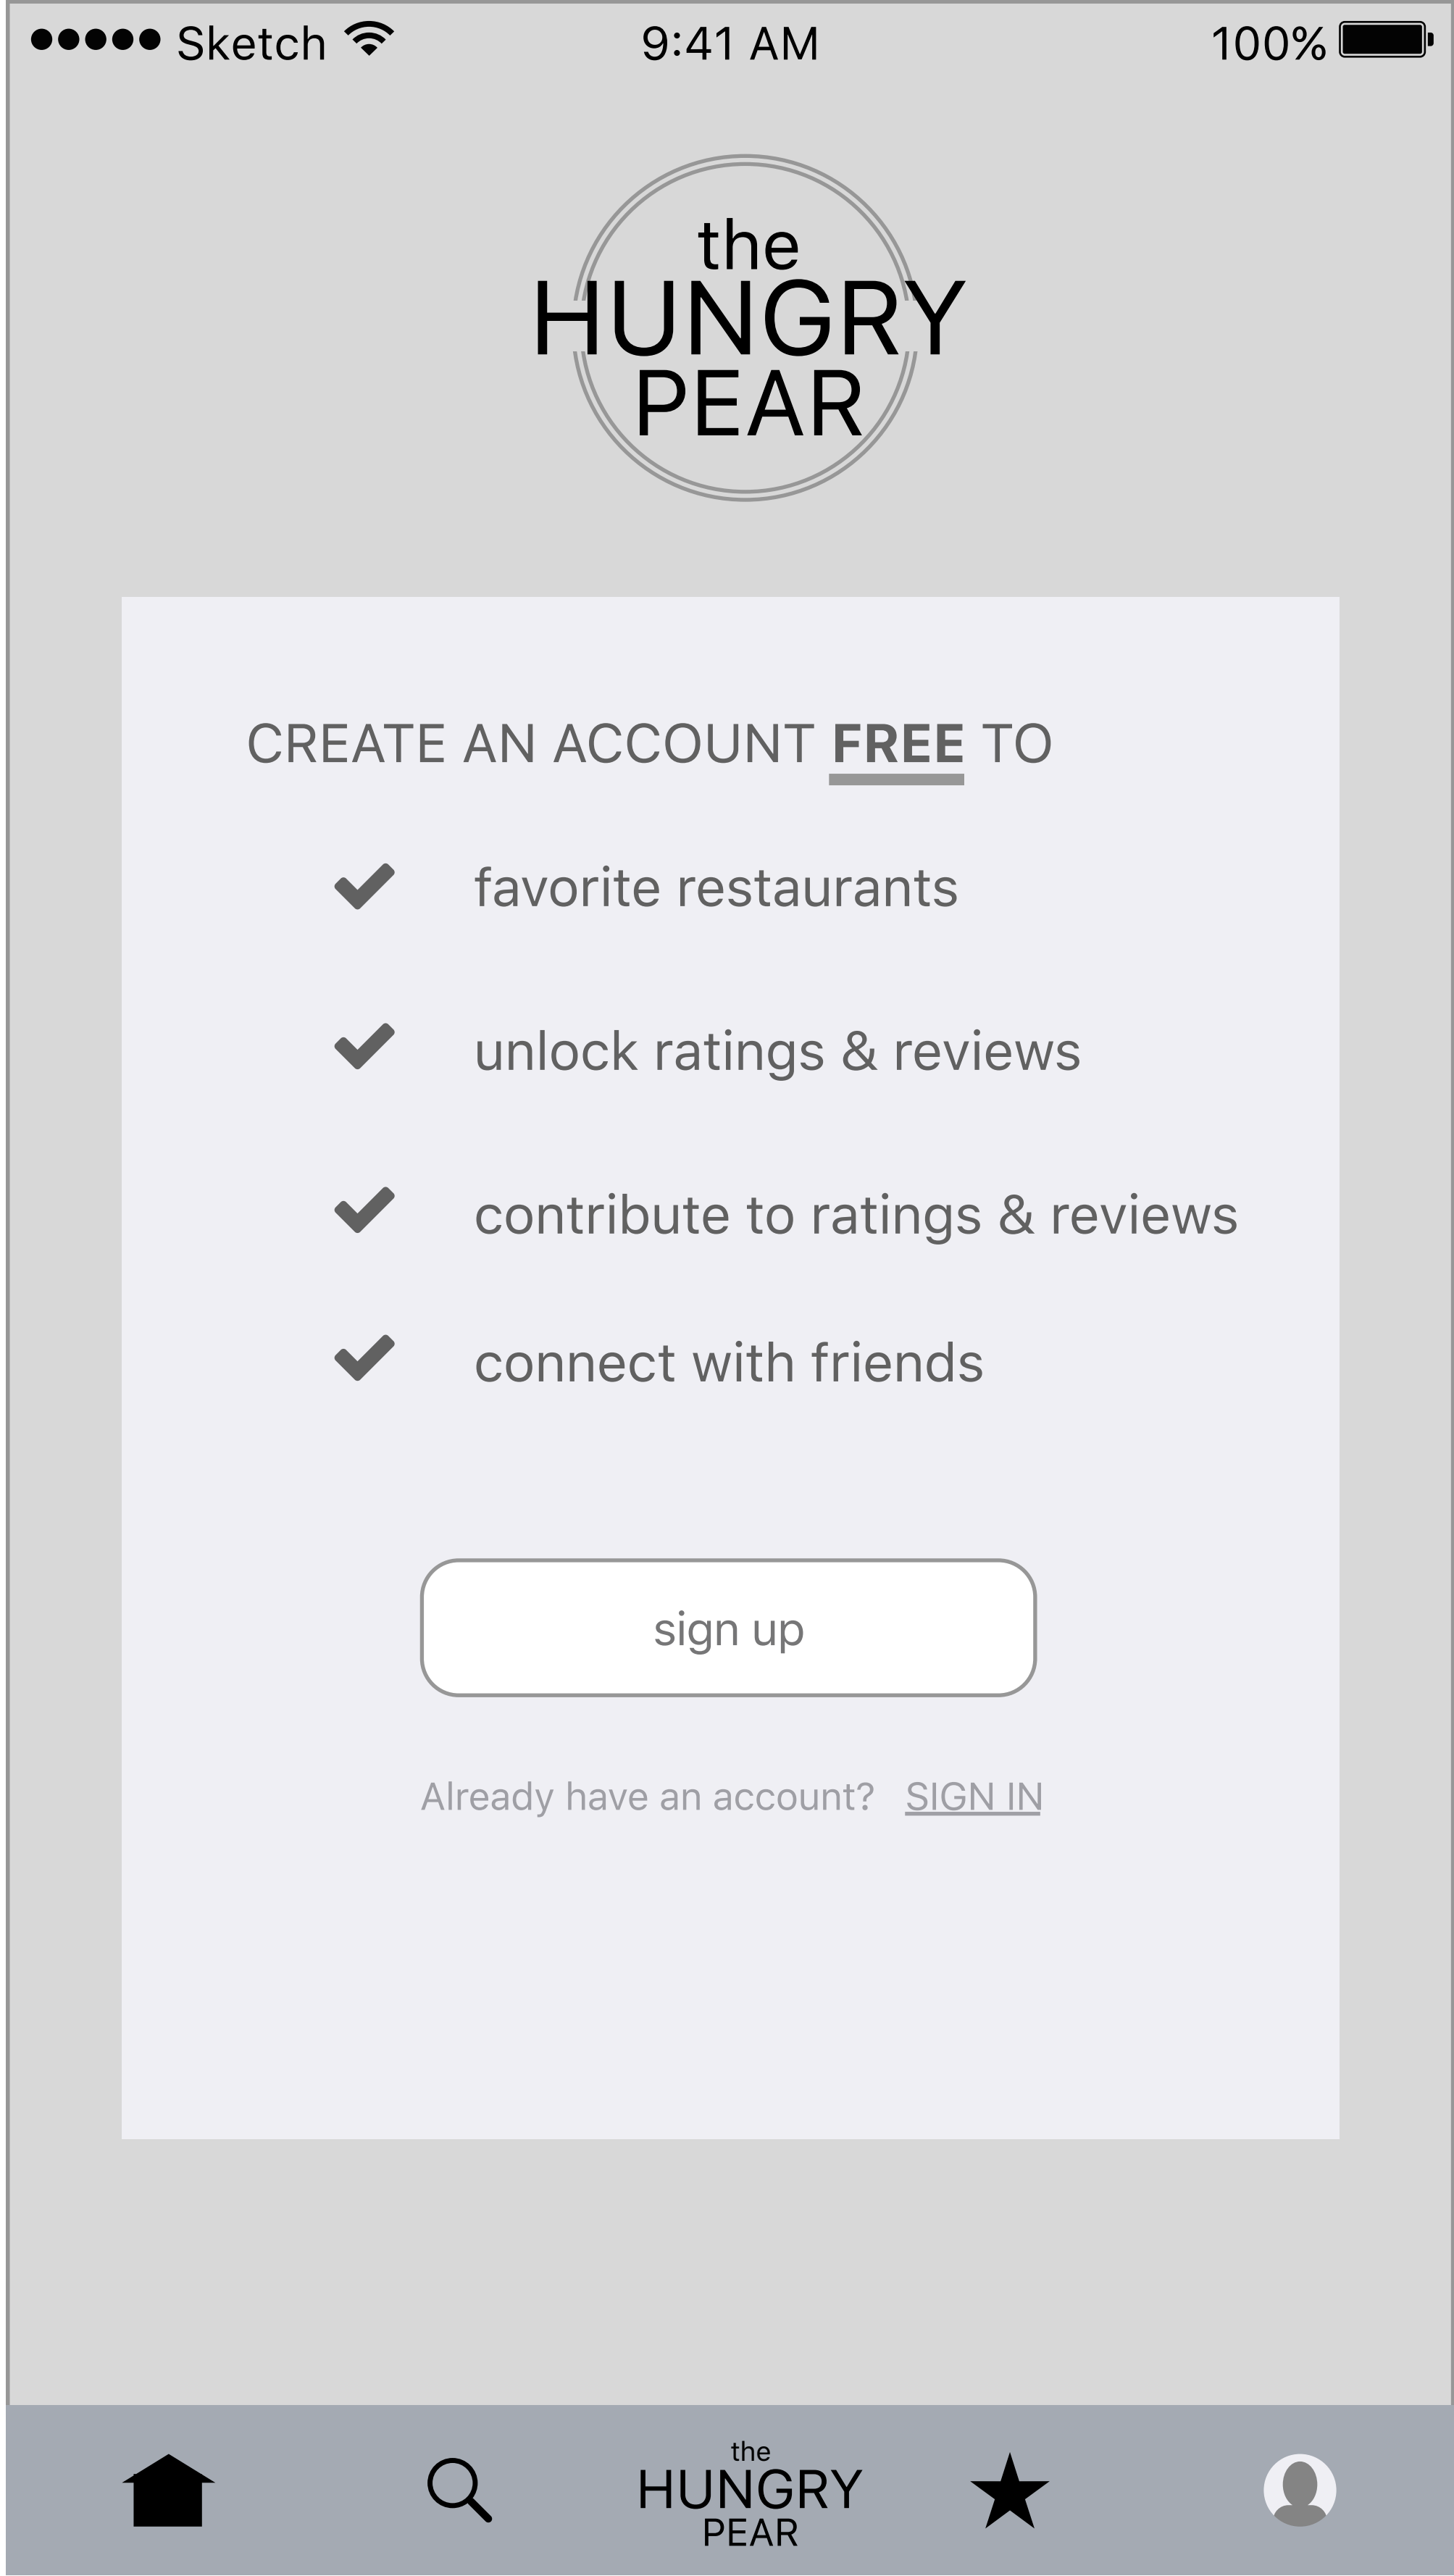 Sketch 9:41 AM 100%
the
HUNGRY
PEAR
CREATE AN ACCOUNT FREE TO
favorite restaurants
unlock ratings & reviews
contribute to ratings & reviews
connect with friends
sign up
Already have an account? SIGN IN
the
HUNGRY
PEAR